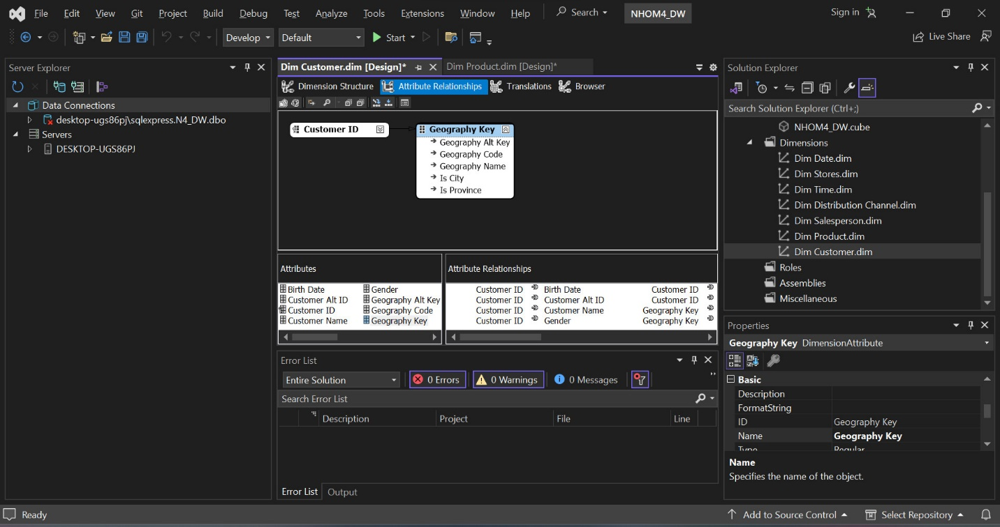 File Edit View Git Project Build Debug Test Analyze Tools Extensions Window Help Search NHOM4_DW Sign in
Develop Default Start Live Share
Server Explorer
Data Connections
desktop-ugs86pj\sqlexpress.N4_DW.dbo
Servers
DESKTOP-UGS86PJ
Dim Customer.dim [Design]* Dim Product.dim [Design]*
Dimension Structure Attribute Relationships Translations Browser
Customer ID
Geography Key
Geography Alt Key
Geography Code
Geography Name
Is City
Is Province
Attributes
Birth Date Gender
Customer Alt ID Geography Alt Key
Customer ID Geography Code
Customer Name Geography Key
Attribute Relationships
Customer ID Birth Date Customer ID
Customer ID Customer Alt ID Customer ID
Customer ID Customer Name Geography Key
Customer ID Gender Geography Key
Error List
Entire Solution 0 Errors 0 Warnings 0 Messages
Search Error List
Description Project File Line
Error List Output
Solution Explorer
Search Solution Explorer (Ctrl+;)
NHOM4_DW.cube
Dimensions
Dim Date.dim
Dim Stores.dim
Dim Time.dim
Dim Distribution Channel.dim
Dim Salesperson.dim
Dim Product.dim
Dim Customer.dim
Roles
Assemblies
Miscellaneous
Properties
Geography Key DimensionAttribute
Basic
Description
FormatString
ID Geography Key
Name Geography Key
Type Regular
Name
Specifies the name of the object.
Ready Add to Source Control Select Repository